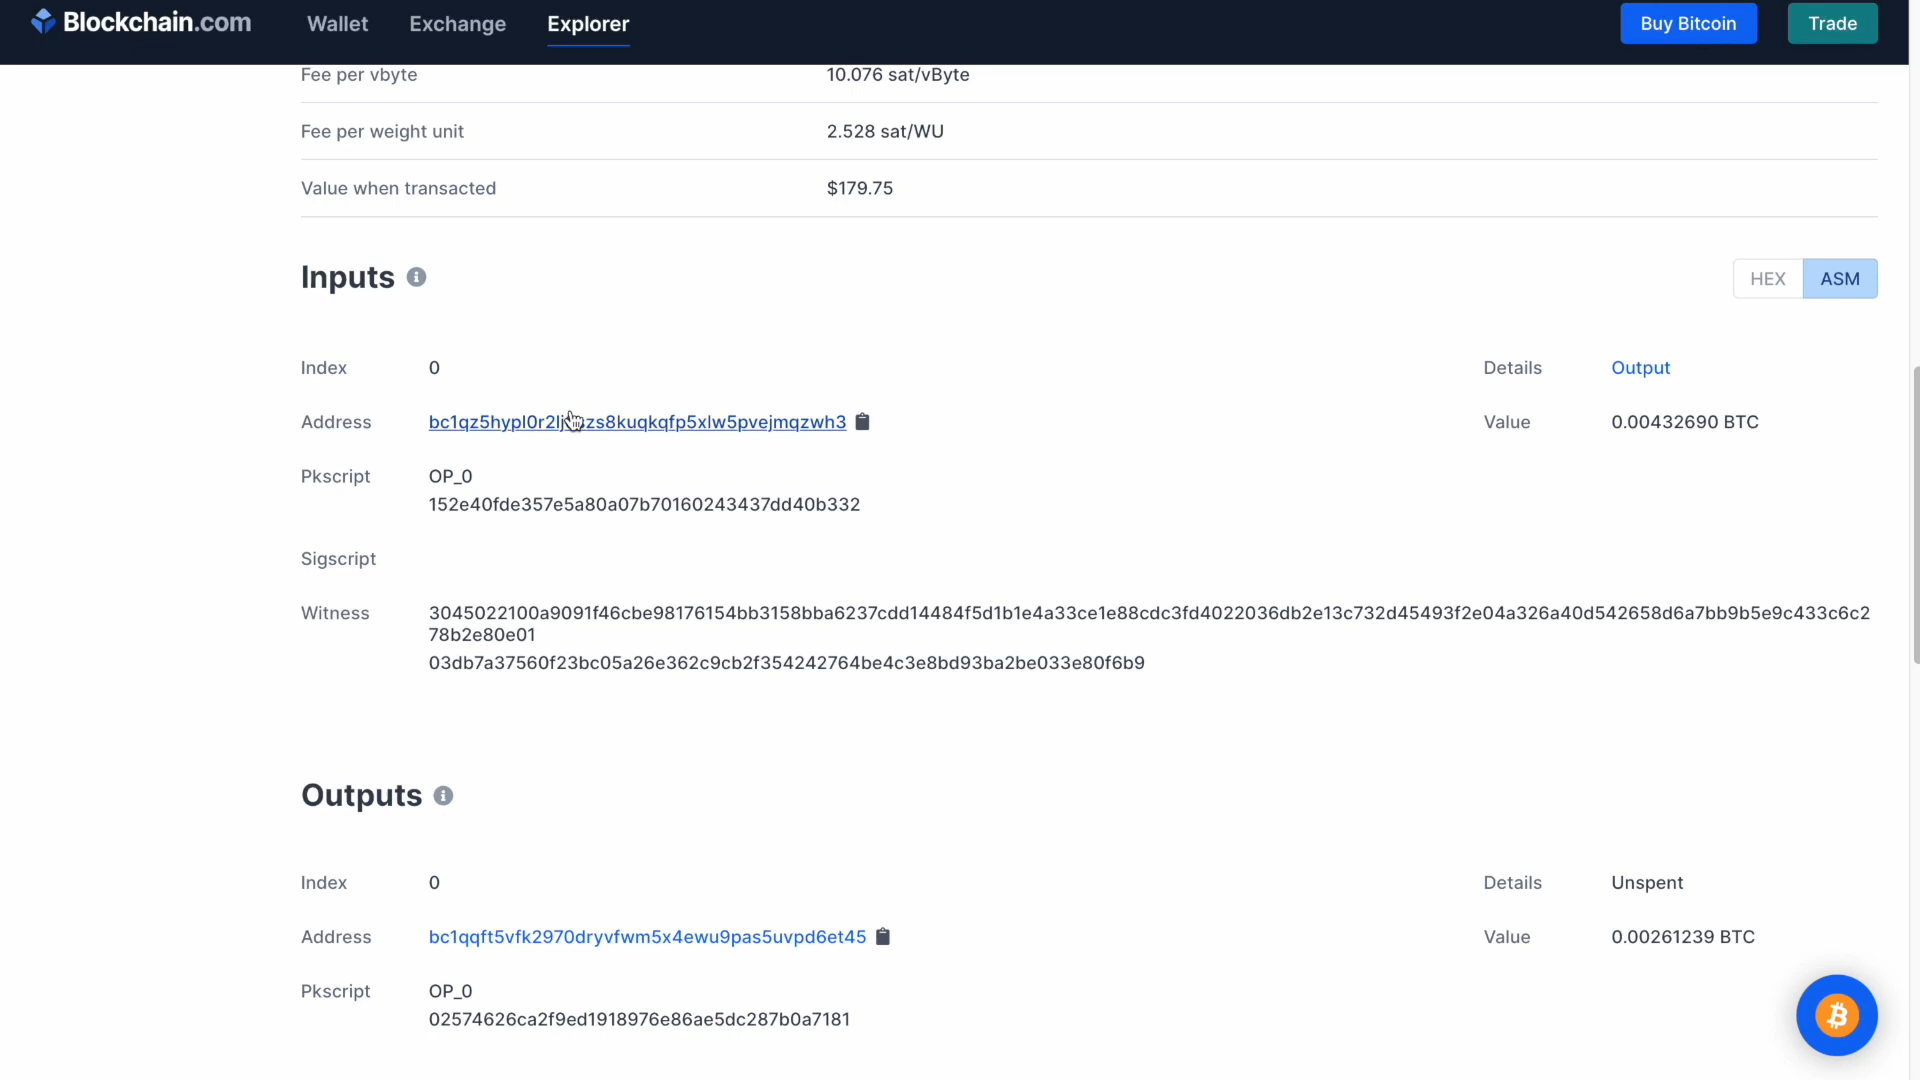 Blockchain.com
Wallet
Exchange
Explorer
Buy Bitcoin
Trade
Fee per vbyte
10.076 sat/vByte
Fee per weight unit
2.528 sat/WU
Value when transacted
$179.75
Inputs
HEX
ASM
Index
0
Details
Output
Address
Value
0.00432690 BTC
Pkscript
OP_0
152e40fde357e5a80a07b70160243437dd40b332
Sigscript
Witness
3045022100a9091f46cbe98176154bb3158bba6237cdd14484f5d1b1e4a33ce1e88cdc3fd4022036db2e13c732d45493f2e04a326a40d542658d6a7bb9b5e9c433c6c2
78b2e80e01
03db7a37560f23bc05a26e362c9cb2f354242764be4c3e8bd93ba2be033e80f6b9
Outputs
Index
0
Details
Unspent
Address
bc1qqft5vfk2970dryvfwm5x4ewu9pas5uvpd6et45
Value
0.00261239 BTC
Pkscript
OP_0
02574626ca2f9ed1918976e86ae5dc287b0a7181